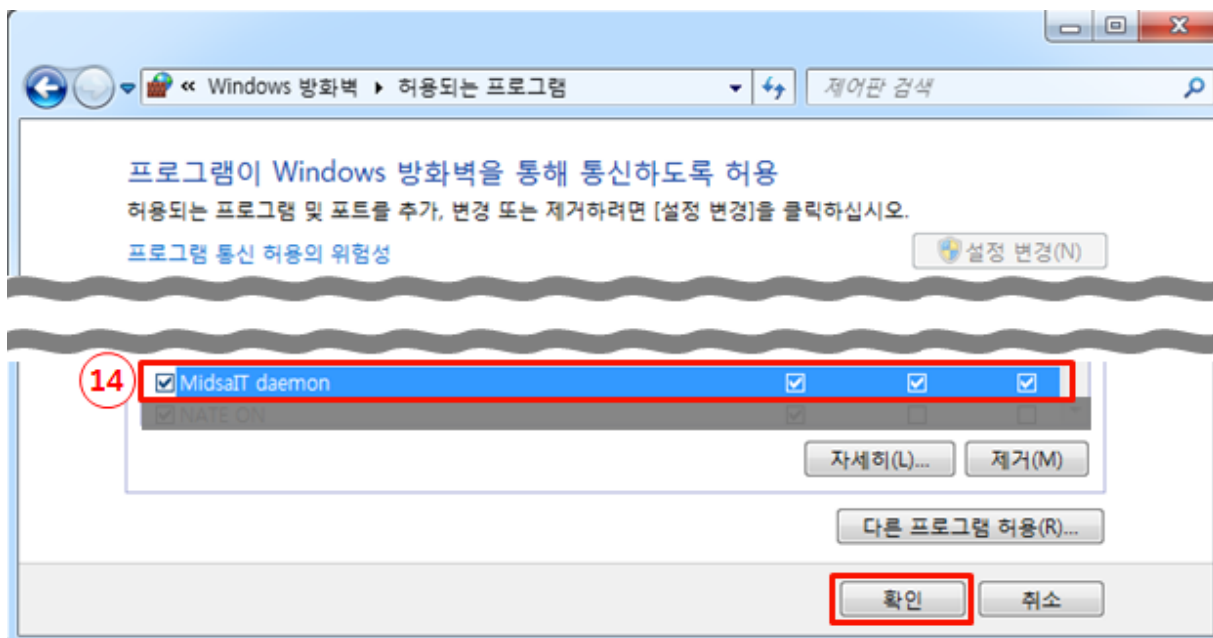 « Windows 방화벽 ▸ 허용되는 프로그램
제어판 검색
프로그램이 Windows 방화벽을 통해 통신하도록 허용
허용되는 프로그램 및 포트를 추가, 변경 또는 제거하려면 [설정 변경]을 클릭하십시오.
프로그램 통신 허용의 위험성
설정 변경(N)
14 MidsaIT daemon
NATE ON
자세히(L)... 제거(M)
다른 프로그램 허용(R)...
확인 취소